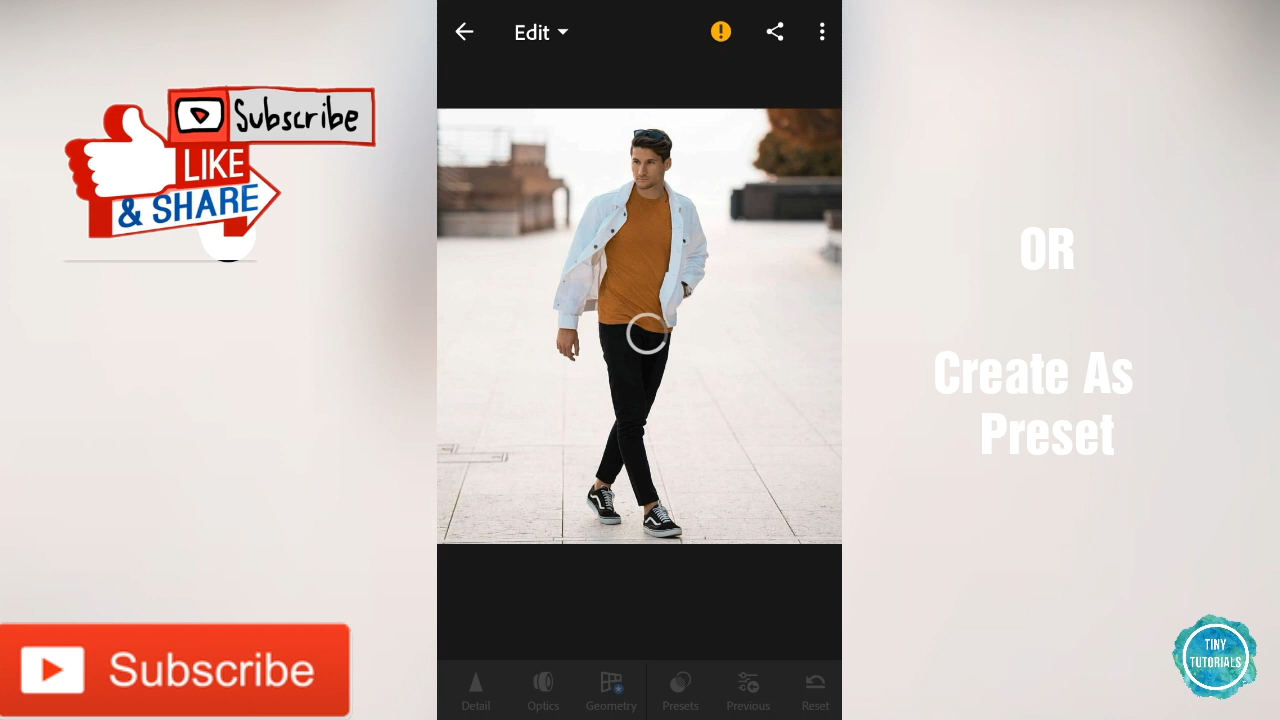 Edit
Subscribe
LIKE
& SHARE
OR
Create As
Preset
Subscribe
TINY
TUTORIALS
Detail
Optics
Geometry
Presets
Previous
Reset